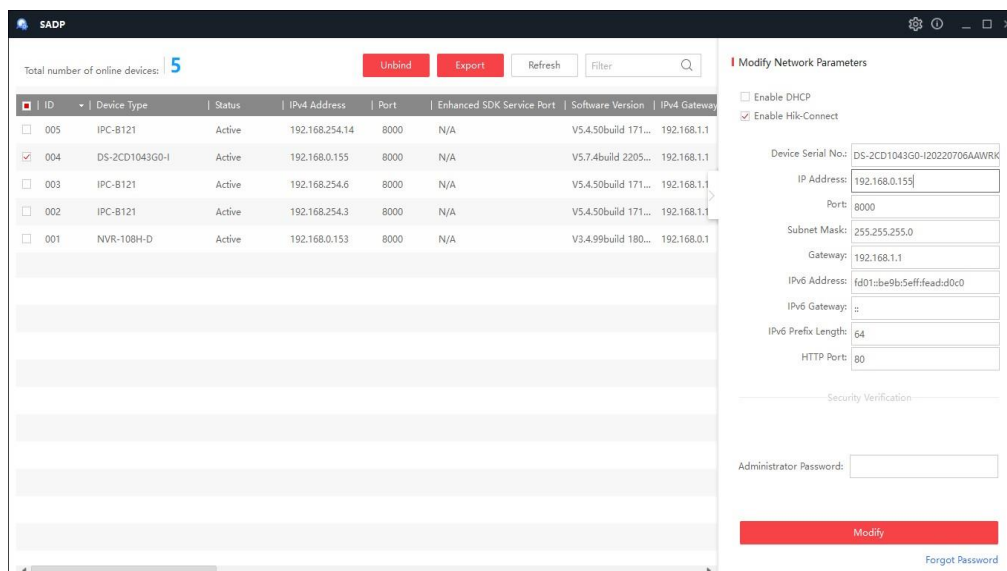 SADP
Total number of online devices: 5
Unbind
Export
Refresh
Filter
ID
Device Type
Status
IPv4 Address
Port
Enhanced SDK Service Port
Software Version
IPv4 Gateway
005 IPC-B121 Active 192.168.254.14 8000 N/A V5.4.50build 171... 192.168.1.1
004 DS-2CD1043G0-I Active 192.168.0.155 8000 N/A V5.7.4build 2205... 192.168.1.1
003 IPC-B121 Active 192.168.254.6 8000 N/A V5.4.50build 171... 192.168.1.1
002 IPC-B121 Active 192.168.254.3 8000 N/A V5.4.50build 171... 192.168.1.1
001 NVR-108H-D Active 192.168.0.153 8000 N/A V3.4.99build 180... 192.168.0.1
Modify Network Parameters
Enable DHCP
Enable Hik-Connect
Device Serial No.: DS-2CD1043G0-I20220706AAWRK
IP Address: 192.168.0.155
Port: 8000
Subnet Mask: 255.255.255.0
Gateway: 192.168.1.1
IPv6 Address: fd01::be9b:5eff:fead:d0c0
IPv6 Gateway: ::
IPv6 Prefix Length: 64
HTTP Port: 80
Security Verification
Administrator Password:
Modify
Forgot Password